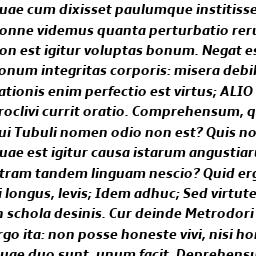 uae cum dixisset paulumque institisse
onne videmus quanta perturbatio reru
on est igitur voluptas bonum. Negat es
onum integritas corporis: misera debil
ationis enim perfectio est virtus; ALIO
roclivi currit oratio. Comprehensum, q
ui Tubuli nomen odio non est? Quis no
uae est igitur causa istarum angustiar
tram tandem linguam nescio? Quid erg
i longus, levis; Idem adhuc; Sed virtute
n schola desinis. Cur deinde Metrodori
rgo ita: non posse honeste vivi, nisi hon
uae duo sunt, unum facit. Deprehensu